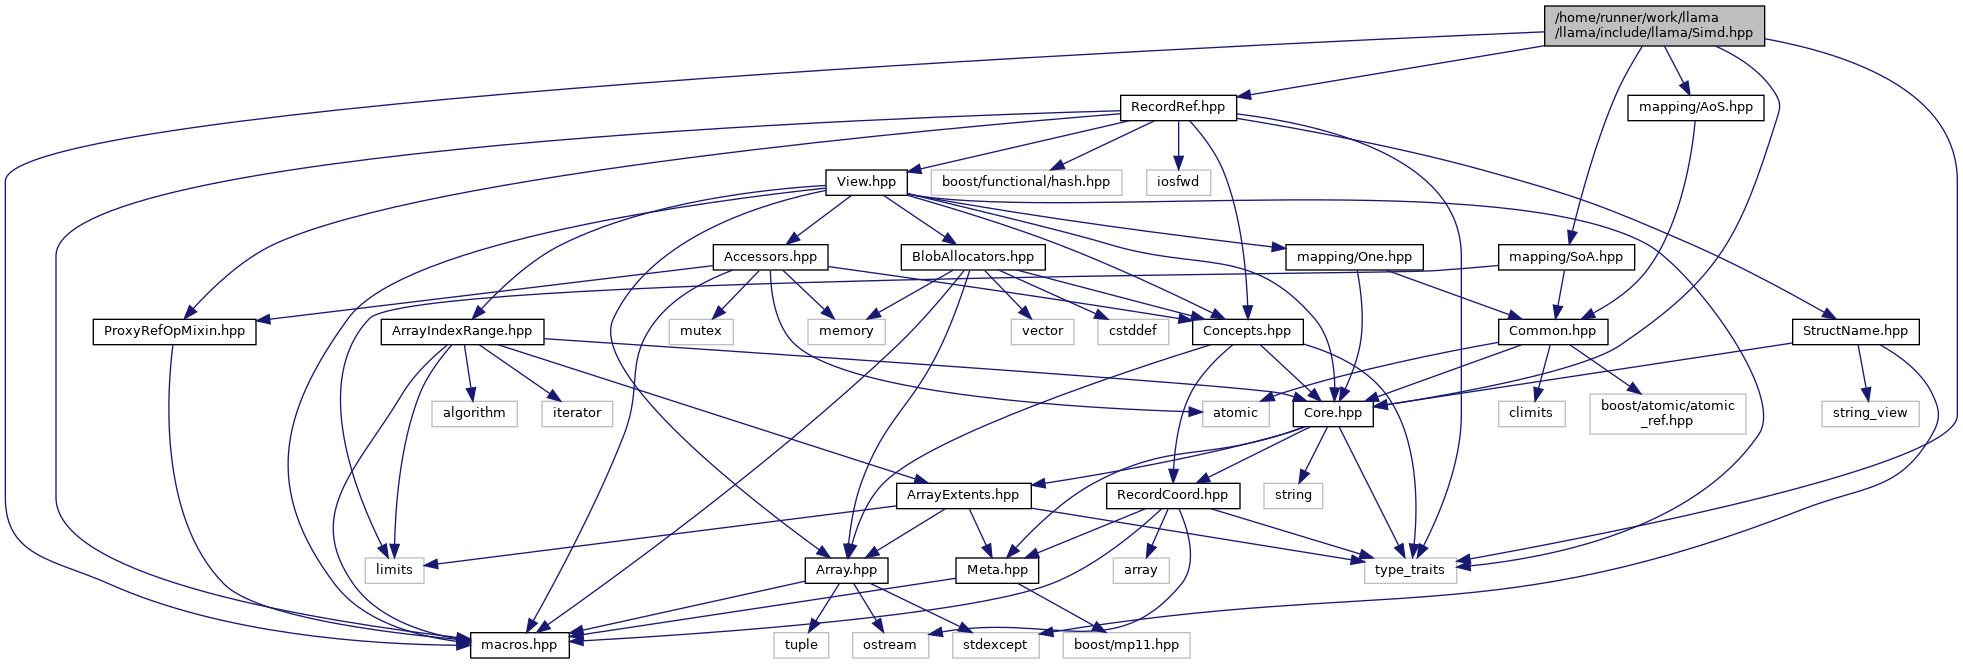 /home/runner/work/llama
/llama/include/llama/Simd.hpp
RecordRef.hpp
mapping/AoS.hpp
View.hpp
boost/functional/hash.hpp
iosfwd
Accessors.hpp
BlobAllocators.hpp
mapping/One.hpp
mapping/SoA.hpp
ProxyRefOpMixin.hpp
ArrayIndexRange.hpp
mutex
memory
vector
cstddef
Concepts.hpp
Common.hpp
StructName.hpp
algorithm
iterator
atomic
Core.hpp
climits
boost/atomic/atomic
_ref.hpp
string_view
ArrayExtents.hpp
RecordCoord.hpp
string
limits
Array.hpp
Meta.hpp
array
type_traits
macros.hpp
tuple
ostream
stdexcept
boost/mp11.hpp